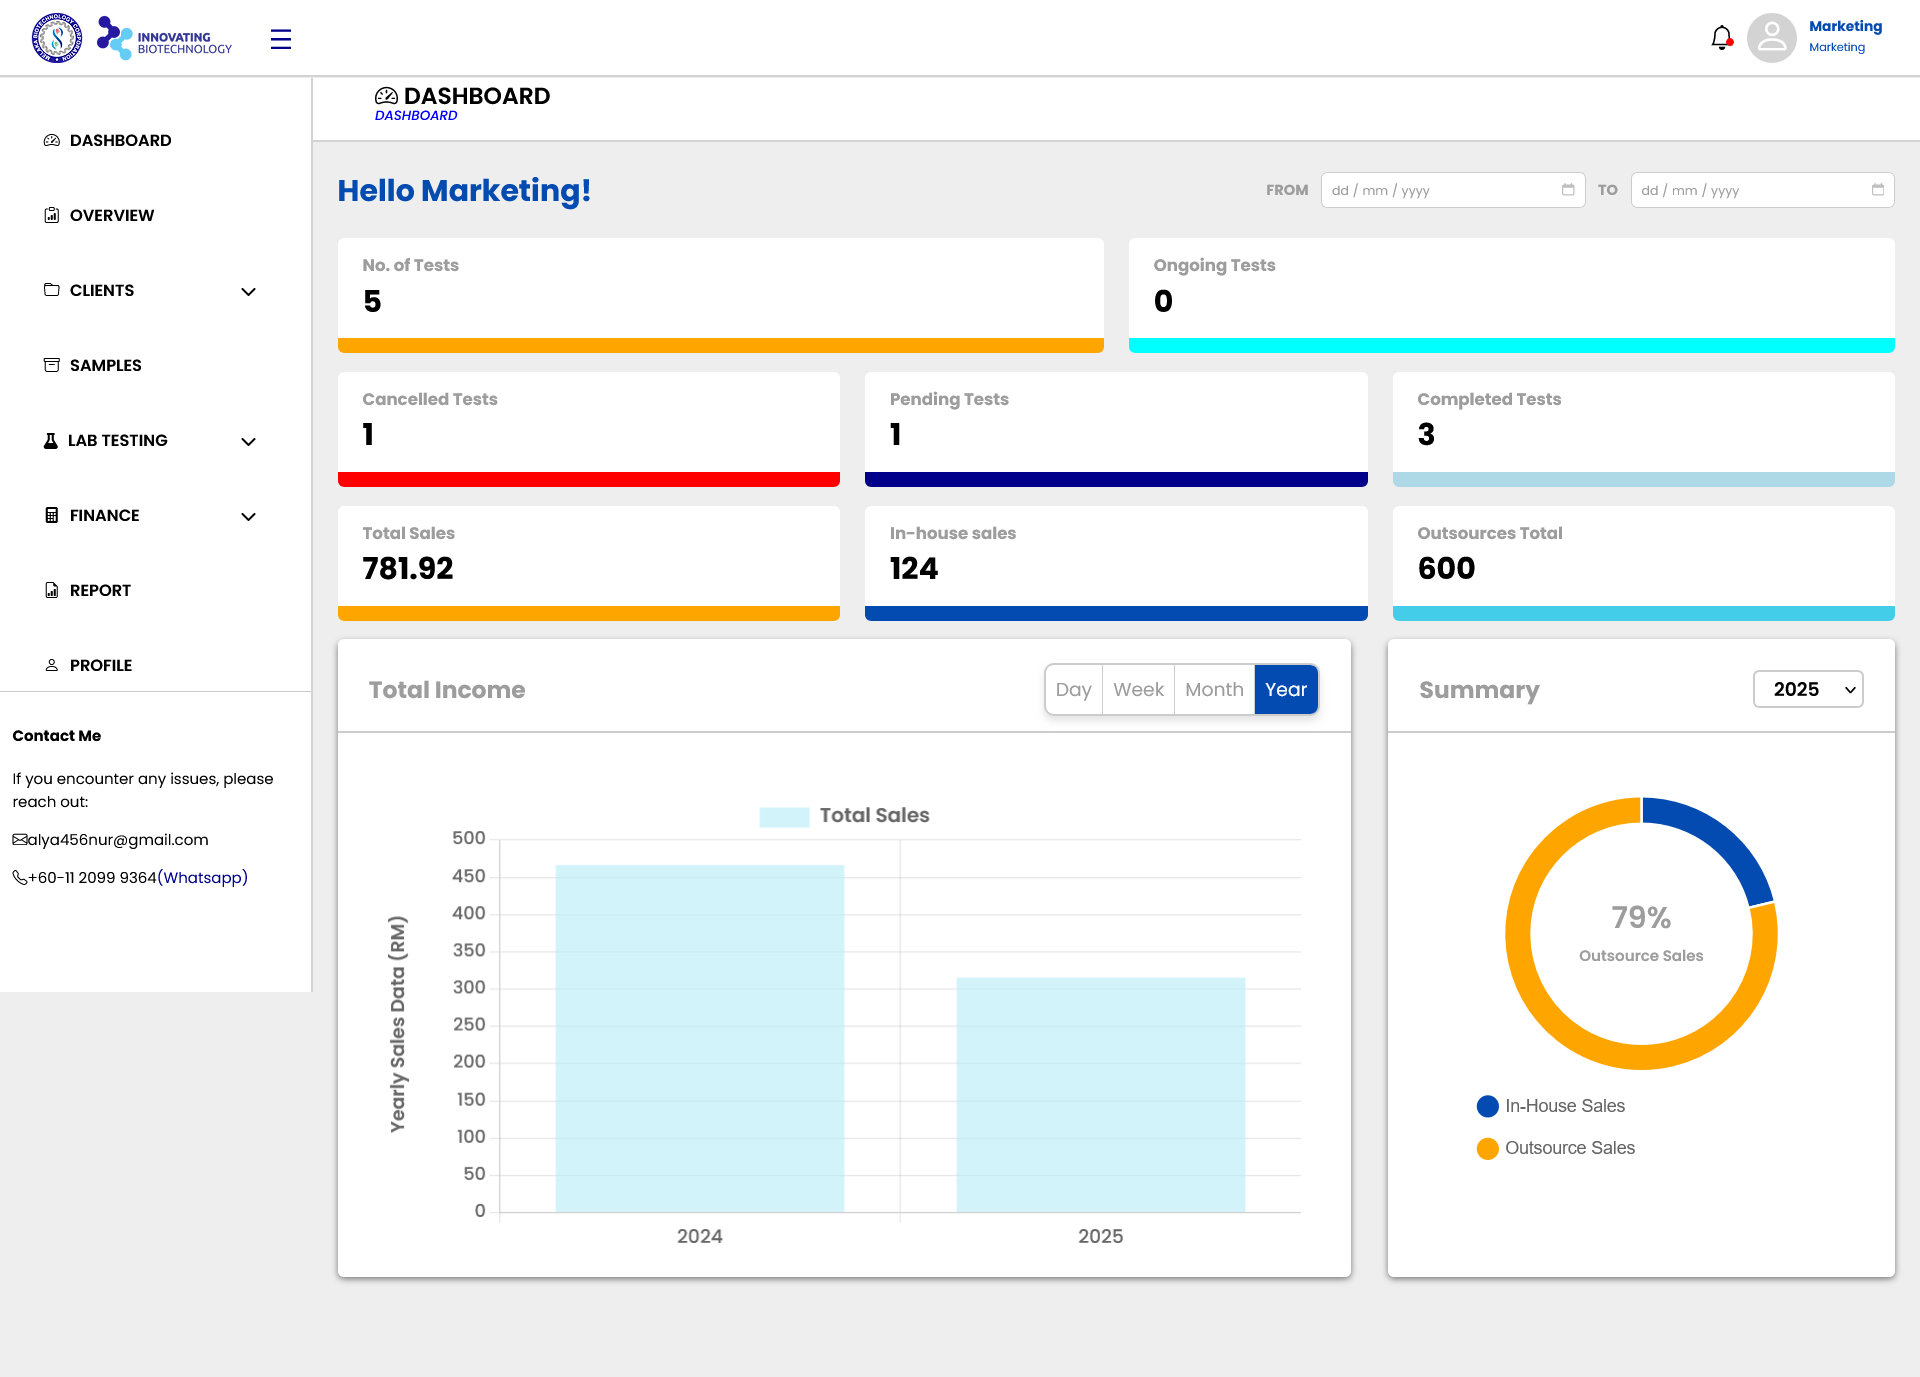 INNOVATING
BIOTECHNOLOGY
Marketing
Marketing
DASHBOARD
DASHBOARD
DASHBOARD
OVERVIEW
CLIENTS
SAMPLES
LAB TESTING
FINANCE
REPORT
PROFILE
Contact Me
If you encounter any issues, please
reach out:
alya456nur@gmail.com
+60-11 2099 9364(Whatsapp)
Hello Marketing!
FROM dd / mm / yyyy TO dd / mm / yyyy
No. of Tests
5
Ongoing Tests
0
Cancelled Tests
1
Pending Tests
1
Completed Tests
3
Total Sales
781.92
In-house sales
124
Outsources Total
600
Total Income
Day Week Month Year
Total Sales
Yearly Sales Data (RM)
500
450
400
350
300
250
200
150
100
50
0
2024 2025
Summary
2025
79%
Outsource Sales
In-House Sales
Outsource Sales